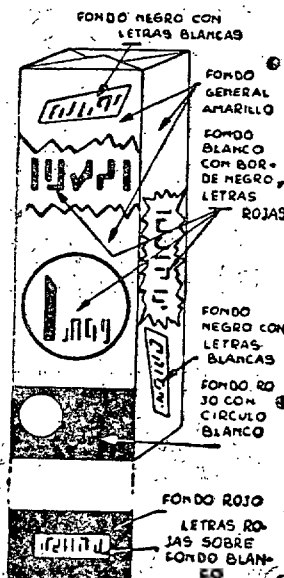 FONDO NEGRO CON
LETRAS BLANCAS
FONDO
GENERAL
AMARILLO
FONDO
BLANCO
CON BOR-
DE NEGRO,
LETRAS
ROJAS
FONDO
NEGRO CON
LETRAS
BLANCAS
FONDO RO
JO CON
CIRCULO
BLANCO
FONDO ROJO
LETRAS RO-
JAS SOBRE
FONDO BLAN-